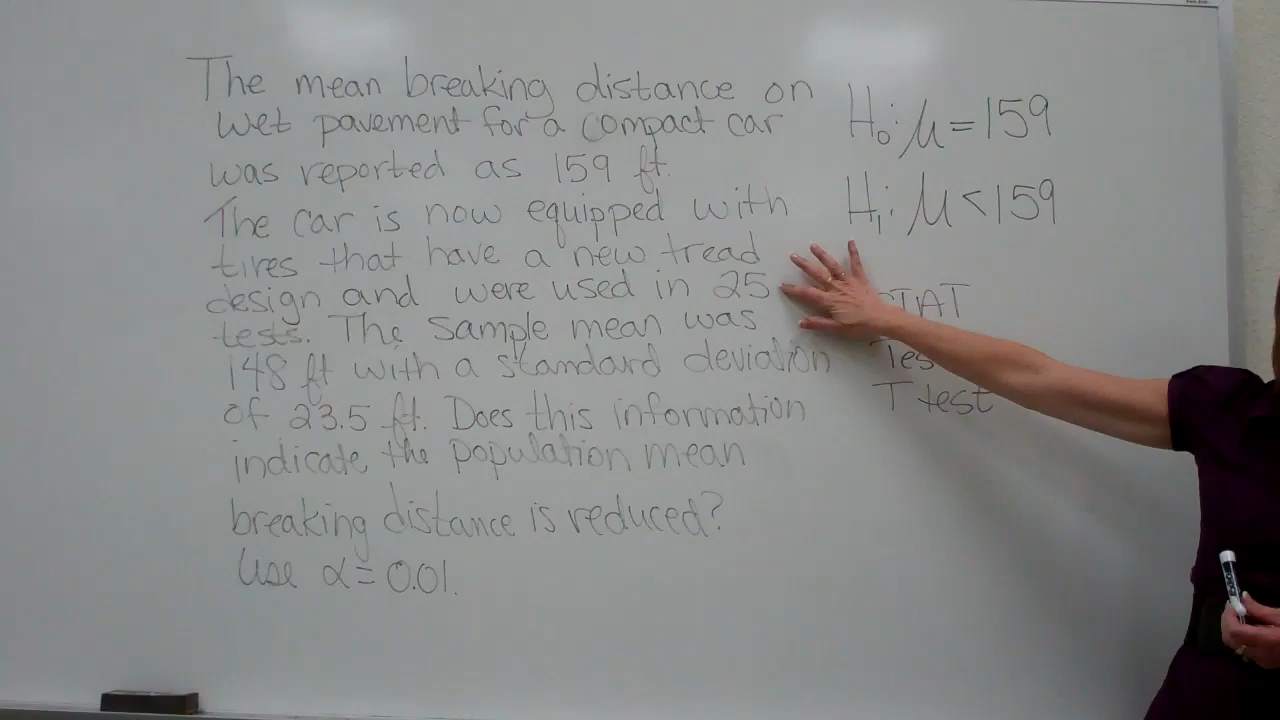 The mean breaking distance on
wet pavement for a compact car
was reported as 159 ft.
The car is now equipped with
tires that have a new tread
design and were used in 25
tests. The sample mean was
148 ft with a standard deviation
of 23.5 ft. Does this information
indicate the population mean
breaking distance is reduced?
Use α = 0.01.
H₀: μ = 159
H₁: μ < 159
T test